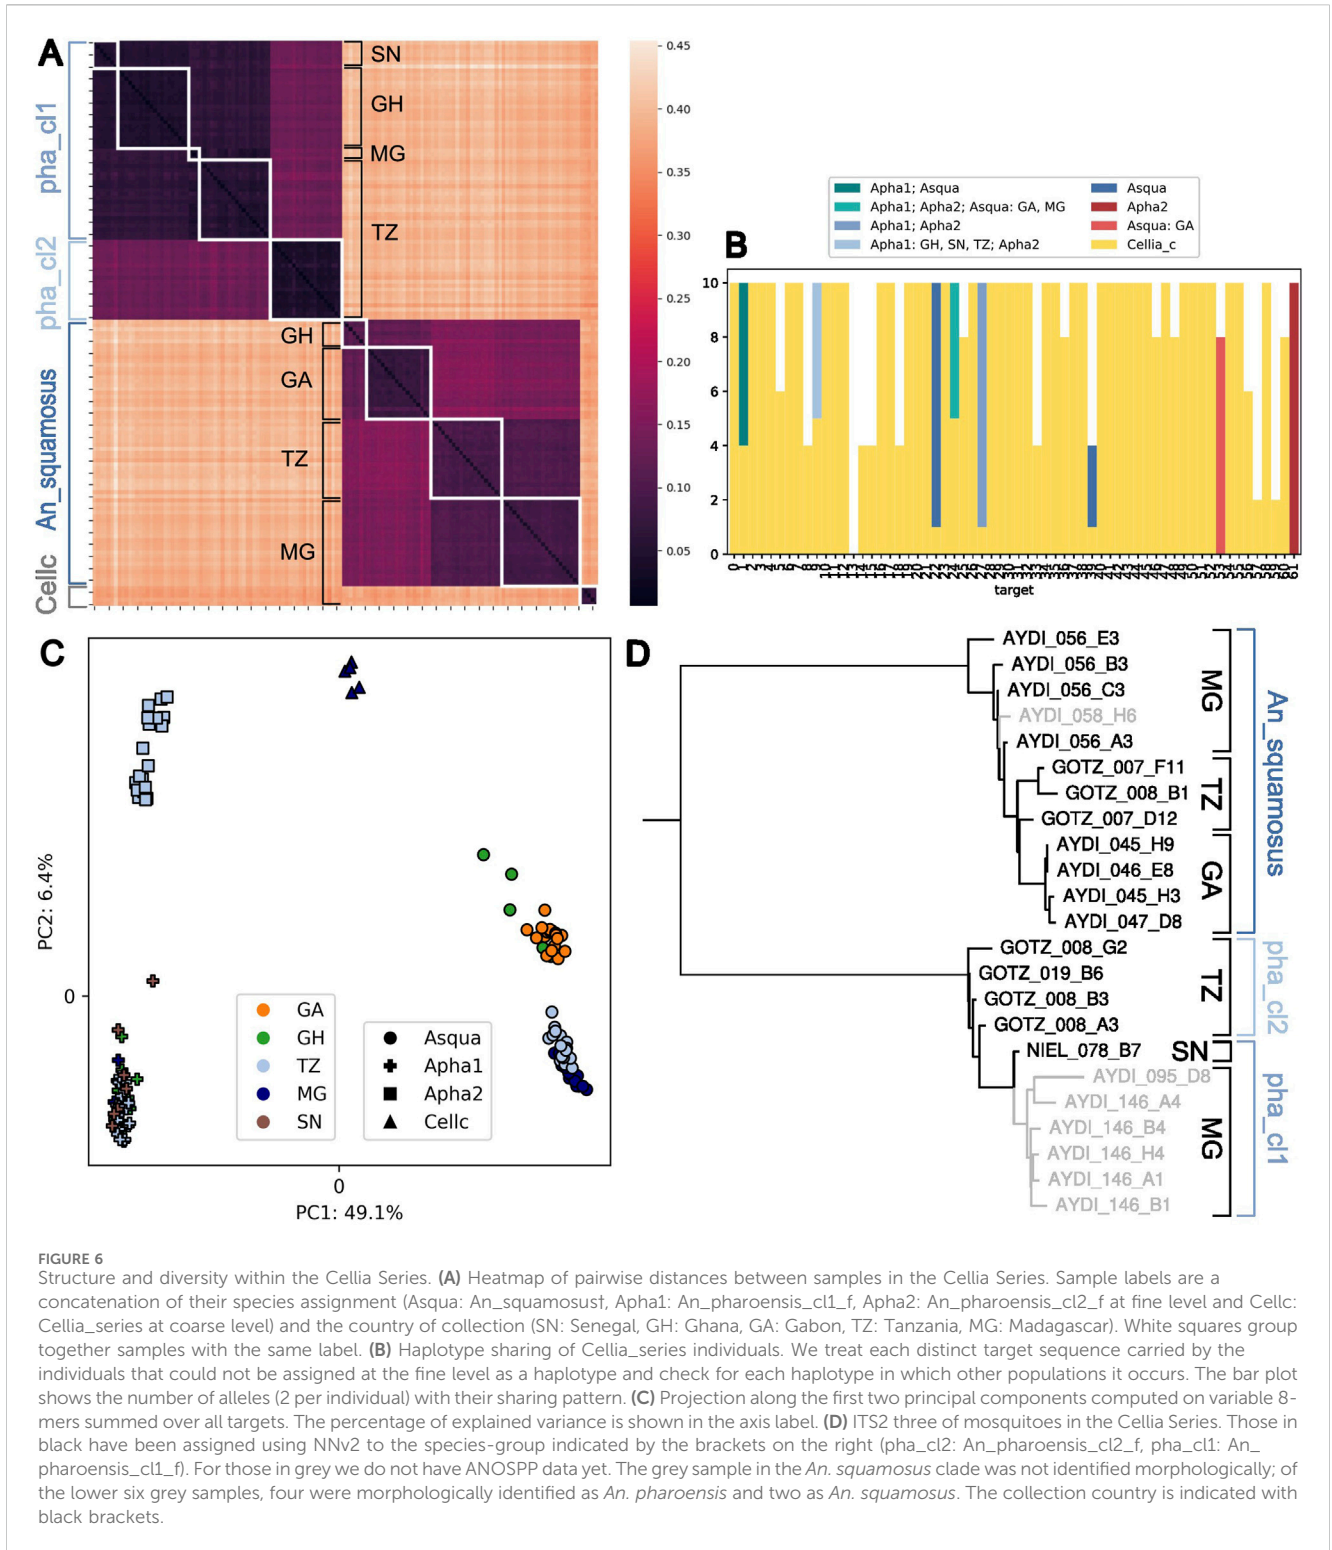 A
pha_cl1
pha_cl2
An_squamosus
Cellc
SN
GH
MG
TZ
GH
GA
TZ
MG
0.45
0.40
0.35
0.30
0.25
0.20
0.15
0.10
0.05
B
Apha1; Asqua
Apha1; Apha2; Asqua: GA, MG
Apha1; Apha2
Apha1: GH, SN, TZ; Apha2
Asqua
Apha2
Asqua: GA
Cellia_c
10
8
6
4
2
0
target
C
PC2: 6.4%
0
GA
GH
TZ
MG
SN
Asqua
Apha1
Apha2
Cellc
0
PC1: 49.1%
D
AYDI_056_E3
AYDI_056_B3
AYDI_056_C3
AYDI_058_H6
AYDI_056_A3
GOTZ_007_F11
GOTZ_008_B1
GOTZ_007_D12
AYDI_045_H9
AYDI_046_E8
AYDI_045_H3
AYDI_047_D8
GOTZ_008_G2
GOTZ_019_B6
GOTZ_008_B3
GOTZ_008_A3
NIEL_078_B7
AYDI_095_D8
AYDI_146_A4
AYDI_146_B4
AYDI_146_H4
AYDI_146_A1
AYDI_146_B1
MG
TZ
GA
TZ
SN
MG
An_squamosus
pha_cl2
pha_cl1
FIGURE 6
Structure and diversity within the Cellia Series. (A) Heatmap of pairwise distances between samples in the Cellia Series. Sample labels are a
concatenation of their species assignment (Asqua: An_squamosus†, Apha1: An_pharoensis_cl1_f, Apha2: An_pharoensis_cl2_f at fine level and Cellc:
Cellia_series at coarse level) and the country of collection (SN: Senegal, GH: Ghana, GA: Gabon, TZ: Tanzania, MG: Madagascar). White squares group
together samples with the same label. (B) Haplotype sharing of Cellia_series individuals. We treat each distinct target sequence carried by the
individuals that could not be assigned at the fine level as a haplotype and check for each haplotype in which other populations it occurs. The bar plot
shows the number of alleles (2 per individual) with their sharing pattern. (C) Projection along the first two principal components computed on variable 8-
mers summed over all targets. The percentage of explained variance is shown in the axis label. (D) ITS2 three of mosquitoes in the Cellia Series. Those in
black have been assigned using NNv2 to the species-group indicated by the brackets on the right (pha_cl2: An_pharoensis_cl2_f, pha_cl1: An_
pharoensis_cl1_f). For those in grey we do not have ANOSPP data yet. The grey sample in the An. squamosus clade was not identified morphologically; of
the lower six grey samples, four were morphologically identified as An. pharoensis and two as An. squamosus. The collection country is indicated with
black brackets.